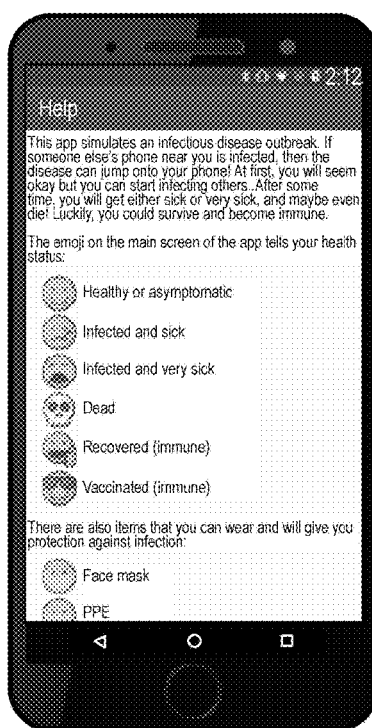 2:12
Help
This app simulates an infectious disease outbreak. If
someone else's phone near you is infected, then the
disease can jump onto your phone! At first, you will seem
okay but you can start infecting others. After some
time, you will get either sick or very sick, and maybe even
die! Luckily, you could survive and become immune.
The emoji on the main screen of the app tells your health
status:
Healthy or asymptomatic
Infected and sick
Infected and very sick
Dead
Recovered (immune)
Vaccinated (immune)
There are also items that you can wear and will give you
protection against infection:
Face mask
PPE